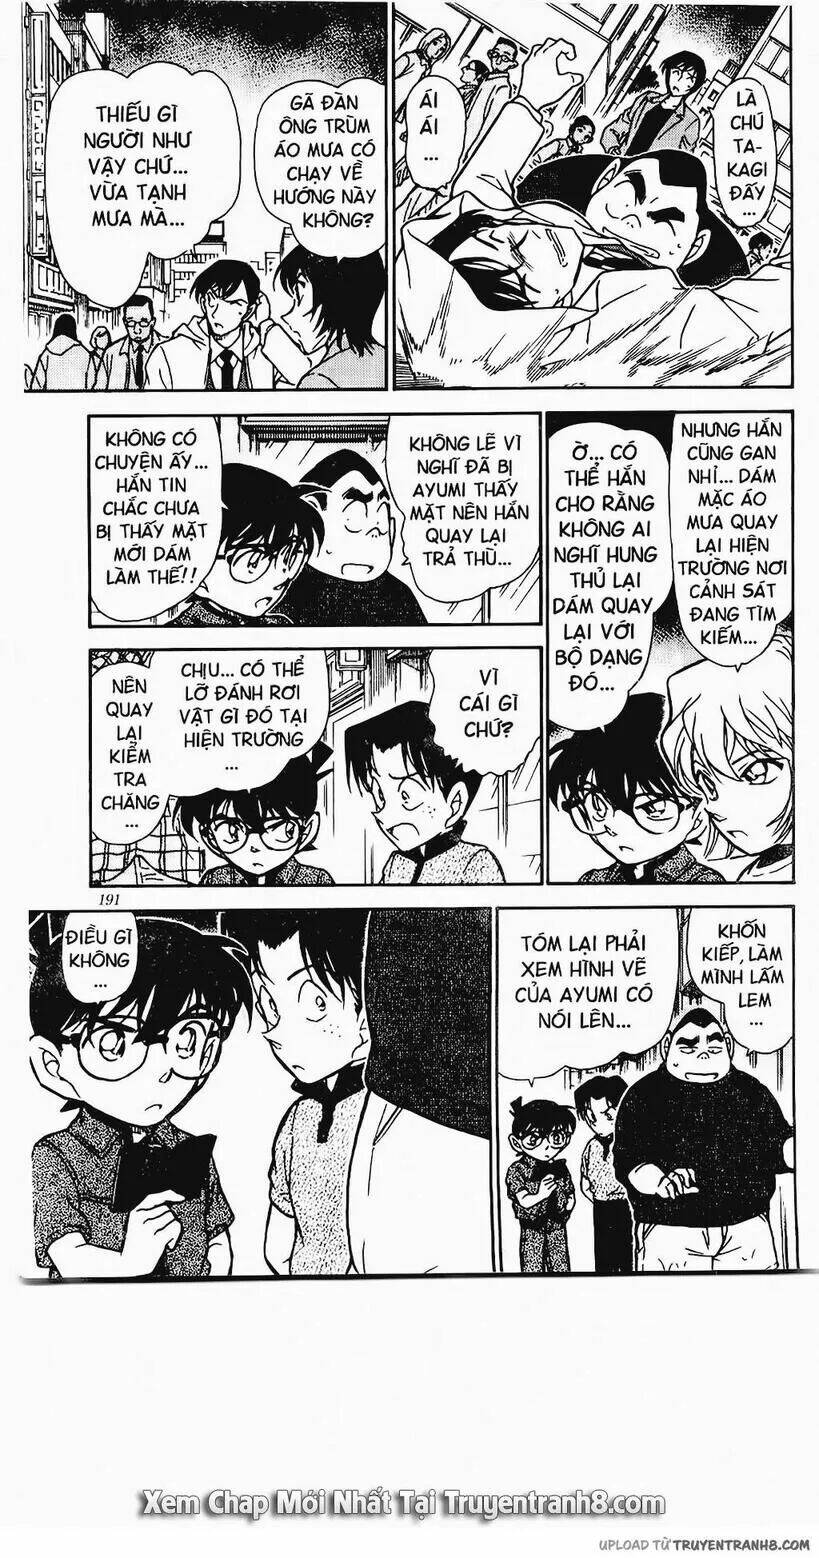 LÀ
CHÚ
TA-
KAGI
ĐẤY
...
ÁI
ÁI
...
GÃ ĐÀN
ÔNG TRÙM
ÁO MƯA CÓ
CHẠY VỀ
HƯỚNG NÀY
KHÔNG?
THIẾU GÌ
NGƯỜI NHƯ
VẬY CHỨ...
VỪA TẠNH
MƯA MÀ...
NHƯNG HẮN
CŨNG GAN
NHỈ... DÁM
MẶC ÁO
MƯA QUAY
LẠI HIỆN
TRƯỜNG NƠI
CẢNH SÁT
ĐANG TÌM
KIẾM...
Ờ... CÓ
THỂ HẮN
CHO RẰNG
KHÔNG AI
NGHĨ HUNG
THỦ LẠI
DÁM QUAY
LẠI VỚI
BỘ DẠNG
ĐÓ...
KHÔNG LẼ VÌ
NGHĨ ĐÃ BỊ
AYUMI THẤY
MẶT NÊN HẮN
QUAY LẠI
TRẢ THÙ...
KHÔNG CÓ
CHUYỆN ẤY...
HẮN TIN
CHẮC CHƯA
BỊ THẤY MẶT
MỚI DÁM
LÀM THẾ!!
VÌ
CÁI GÌ
CHỨ?
CHỊU... CÓ THỂ
LỠ ĐÁNH RƠI
VẬT GÌ ĐÓ TẠI
HIỆN TRƯỜNG
...
NÊN
QUAY
LẠI
KIỂM
TRA
CHĂNG
...
191
KHỐN
KIẾP, LÀM
MÌNH LẤM
LEM
...
TÓM LẠI PHẢI
XEM HÌNH VẼ
CỦA AYUMI CÓ
NÓI LÊN...
ĐIỀU GÌ
KHÔNG
...
Xem Chap Mới Nhất Tại Truyentranh8.com
UPLOAD TỪ TRUYENTRANH8.COM